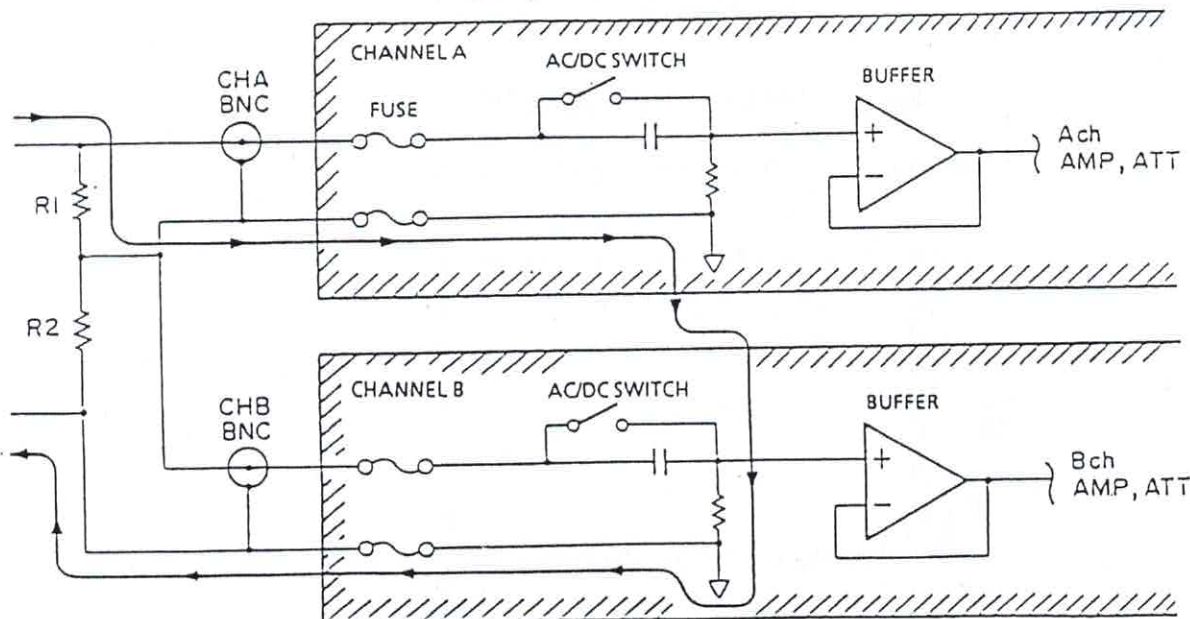 CHANNEL A
AC/DC SWITCH
BUFFER
CHA
BNC
FUSE
+
−
Ach
AMP, ATT
R1
R2
CHANNEL B
AC/DC SWITCH
BUFFER
CHB
BNC
+
−
Bch
AMP, ATT